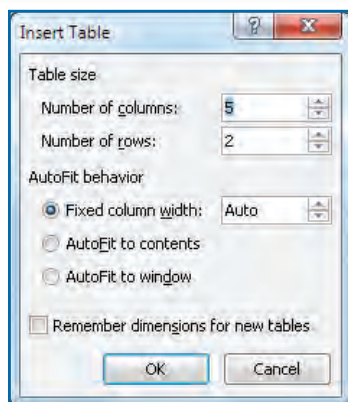 Insert Table
Table size
Number of columns: 5
Number of rows: 2
AutoFit behavior
Fixed column width: Auto
AutoFit to contents
AutoFit to window
Remember dimensions for new tables
OK Cancel